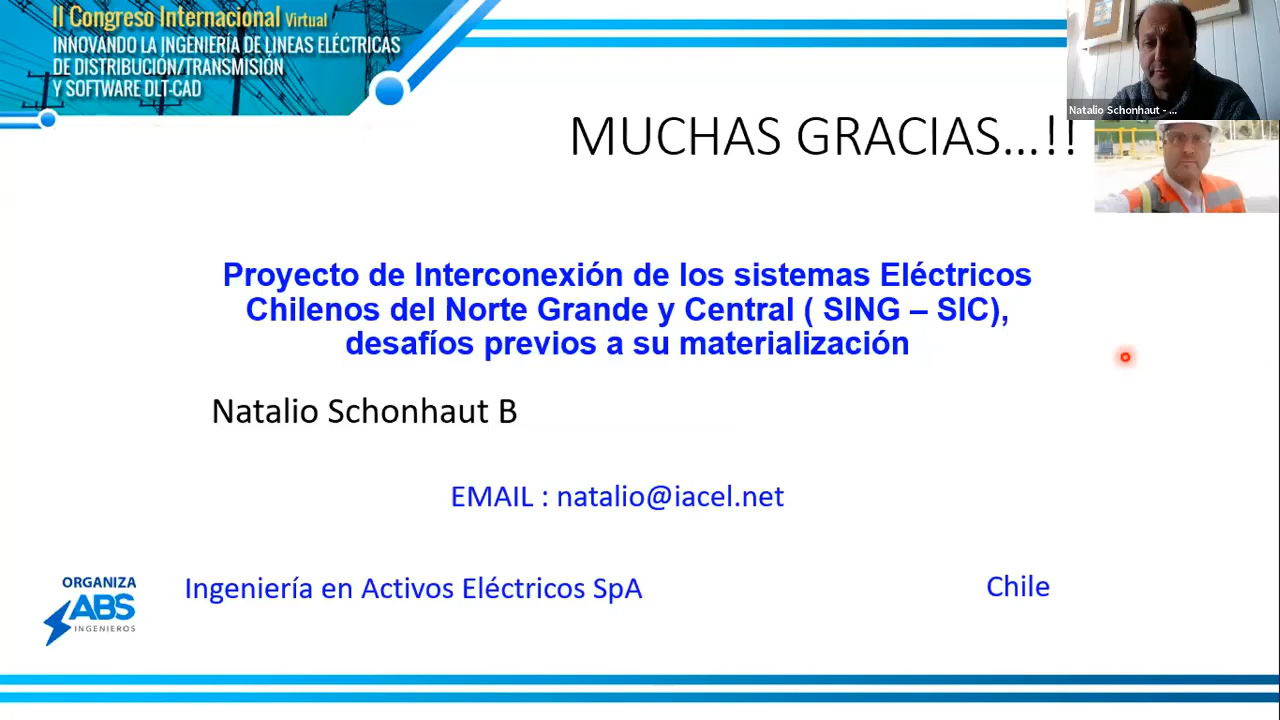 II Congreso Internacional Virtual
INNOVANDO LA INGENIERÍA DE LINEAS ELÉCTRICAS
DE DISTRIBUCIÓN/TRANSMISIÓN
Y SOFTWARE DLT-CAD
Natalio Schonhaut - ...
MUCHAS GRACIAS...!!
Proyecto de Interconexión de los sistemas Eléctricos
Chilenos del Norte Grande y Central ( SING – SIC),
desafíos previos a su materialización
Natalio Schonhaut B
EMAIL : natalio@iacel.net
ORGANIZA
ABS
INGENIEROS
Ingeniería en Activos Eléctricos SpA
Chile